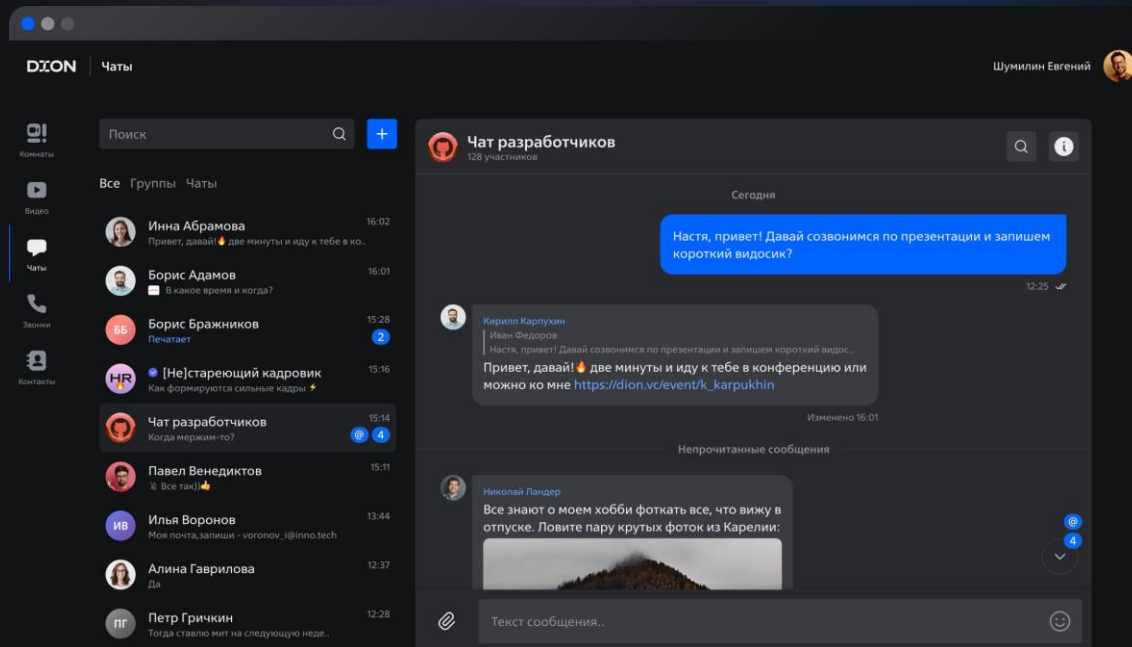 DION
Чаты
Шумилин Евгений
Комнаты
Видео
Чаты
Звонки
Контакты
Поиск
Все Группы Чаты
Инна Абрамова 16:02
Привет, давай!🔥 две минуты и иду к тебе в ко..
Борис Адамов 16:01
В какое время и когда?
ББ
Борис Бражников 15:28
Печатает 2
HR
[Не]стареющий кадровик 15:16
Как формируются сильные кадры ⚡
Чат разработчиков 15:14
Когда мержим-то? @ 4
Павел Венедиктов 15:11
Все так))👍
ИВ
Илья Воронов 13:44
Моя почта,запиши - voronov_i@inno.tech
Алина Гаврилова 12:37
Да
ПГ
Петр Гричкин 12:28
Тогда ставлю мит на следующую неде..
Чат разработчиков
128 участников
Сегодня
Настя, привет! Давай созвонимся по презентации и запишем
короткий видосик?
12:25
Кирилл Карпухин
Иван Федоров
Настя, привет! Давай созвонимся по презентации и запишем короткий видос..
Привет, давай!🔥 две минуты и иду к тебе в конференцию или
можно ко мне https://dion.vc/event/k_karpukhin
Изменено 16:01
Непрочитанные сообщения
Николай Ландер
Все знают о моем хобби фоткать все, что вижу в
отпуске. Ловите пару крутых фоток из Карелии:
@
4
Текст сообщения..